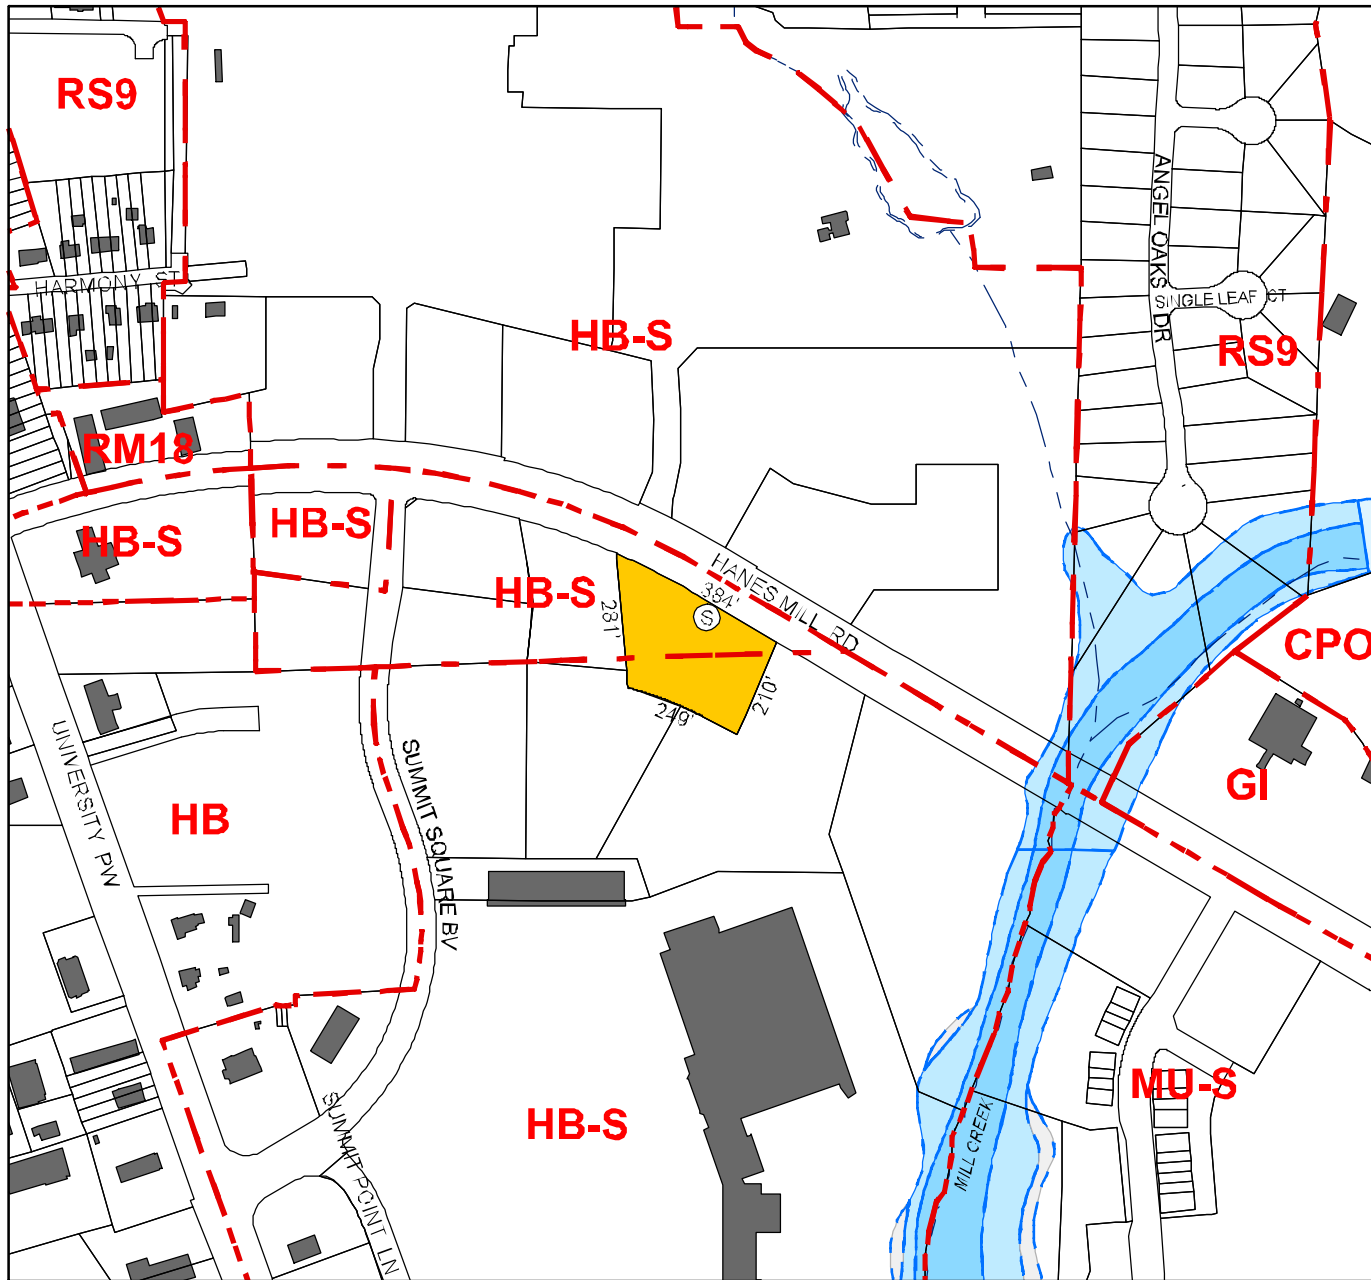 RS9
ANGEL OAKS DR
HARMONY ST
SINGLE LEAF CT
HB-S
RS9
RM18
HB-S
HB-S
HANES MILL RD
HB-S
384'
281'
S
CPO
210'
249'
UNIVERSITY PW
SUMMIT SQUARE BV
GI
HB
MILL CREEK
MU-S
HB-S
SUMMIT POINT LN